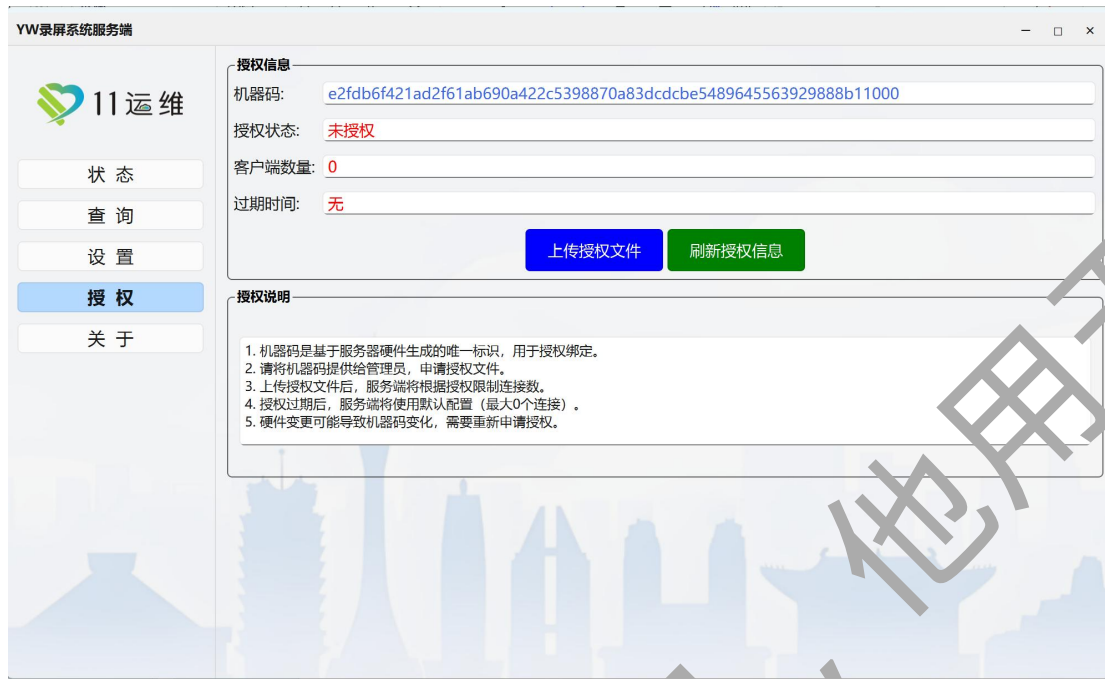 YW录屏系统服务端
11运维
状 态
查 询
设 置
授 权
关 于
授权信息
机器码: e2fdb6f421ad2f61ab690a422c5398870a83dcdcbe5489645563929888b11000
授权状态: 未授权
客户端数量: 0
过期时间: 无
上传授权文件 刷新授权信息
授权说明
1. 机器码是基于服务器硬件生成的唯一标识，用于授权绑定。
2. 请将机器码提供给管理员，申请授权文件。
3. 上传授权文件后，服务端将根据授权限制连接数。
4. 授权过期后，服务端将使用默认配置（最大0个连接）。
5. 硬件变更可能导致机器码变化，需要重新申请授权。
他用